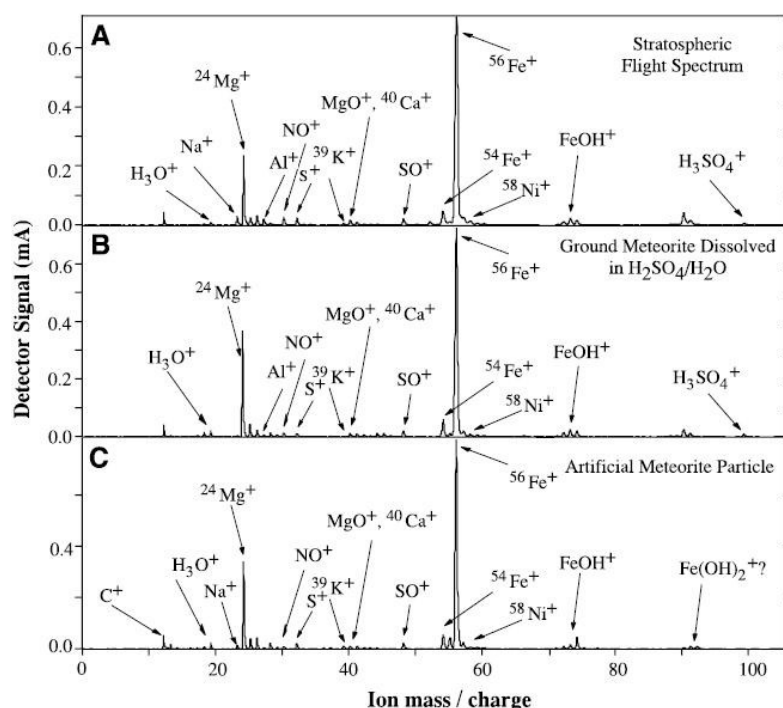 A
Stratospheric
Flight Spectrum
⁵⁶Fe⁺
²⁴Mg⁺
MgO⁺, ⁴⁰Ca⁺
NO⁺
Na⁺
³⁹K⁺
Al⁺
S⁺
H₃O⁺
SO⁺
⁵⁴Fe⁺
⁵⁸Ni⁺
FeOH⁺
H₃SO₄⁺
0.6
0.4
0.2
0.0
B
Ground Meteorite Dissolved
in H₂SO₄/H₂O
⁵⁶Fe⁺
²⁴Mg⁺
MgO⁺, ⁴⁰Ca⁺
NO⁺
H₃O⁺
Al⁺
³⁹K⁺
S⁺
SO⁺
⁵⁴Fe⁺
⁵⁸Ni⁺
FeOH⁺
H₃SO₄⁺
0.6
0.4
0.2
0.0
C
Artificial Meteorite Particle
⁵⁶Fe⁺
²⁴Mg⁺
MgO⁺, ⁴⁰Ca⁺
NO⁺
H₃O⁺
C⁺
Na⁺
³⁹K⁺
S⁺
SO⁺
⁵⁴Fe⁺
⁵⁸Ni⁺
FeOH⁺
Fe(OH)₂⁺?
0.4
0.0
Detector Signal (mA)
0 20 40 60 80 100
Ion mass / charge